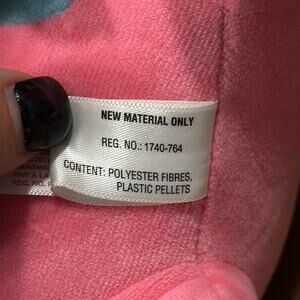 NEW MATERIAL ONLY
REG. NO.: 1740-764
CONTENT: POLYESTER FIBRES,
PLASTIC PELLETS